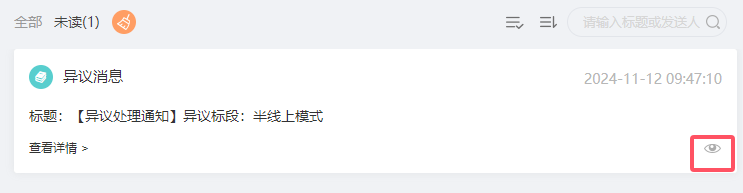 全部 未读(1) 请输入标题或发送人
异议消息 2024-11-12 09:47:10
标题：【异议处理通知】异议标段：半线上模式
查看详情 >